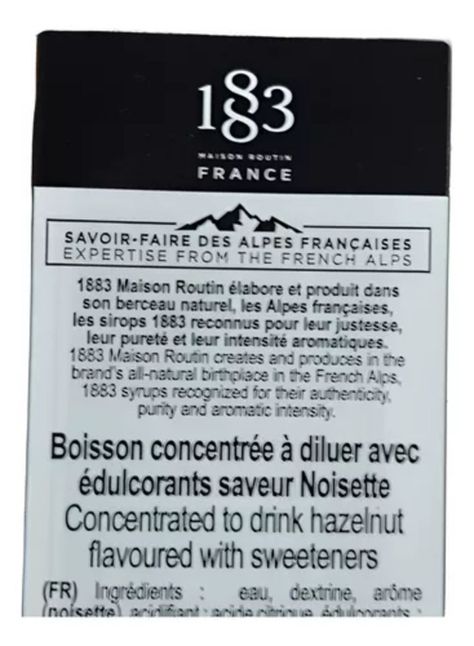 1883
MAISON ROUTIN
FRANCE
SAVOIR-FAIRE DES ALPES FRANÇAISES
EXPERTISE FROM THE FRENCH ALPS
1883 Maison Routin élabore et produit dans
son berceau naturel, les Alpes françaises,
les sirops 1883 reconnus pour leur justesse,
leur pureté et leur intensité aromatiques.
1883 Maison Routin creates and produces in the
brand's all-natural birthplace in the French Alps,
1883 syrups recognized for their authenticity,
purity and aromatic intensity.
Boisson concentrée à diluer avec
édulcorants saveur Noisette
Concentrated to drink hazelnut
flavoured with sweeteners
(FR) Ingrédients : eau, dextrine, arôme
(noisette), acidifiant : acide citrique, édulcorants :